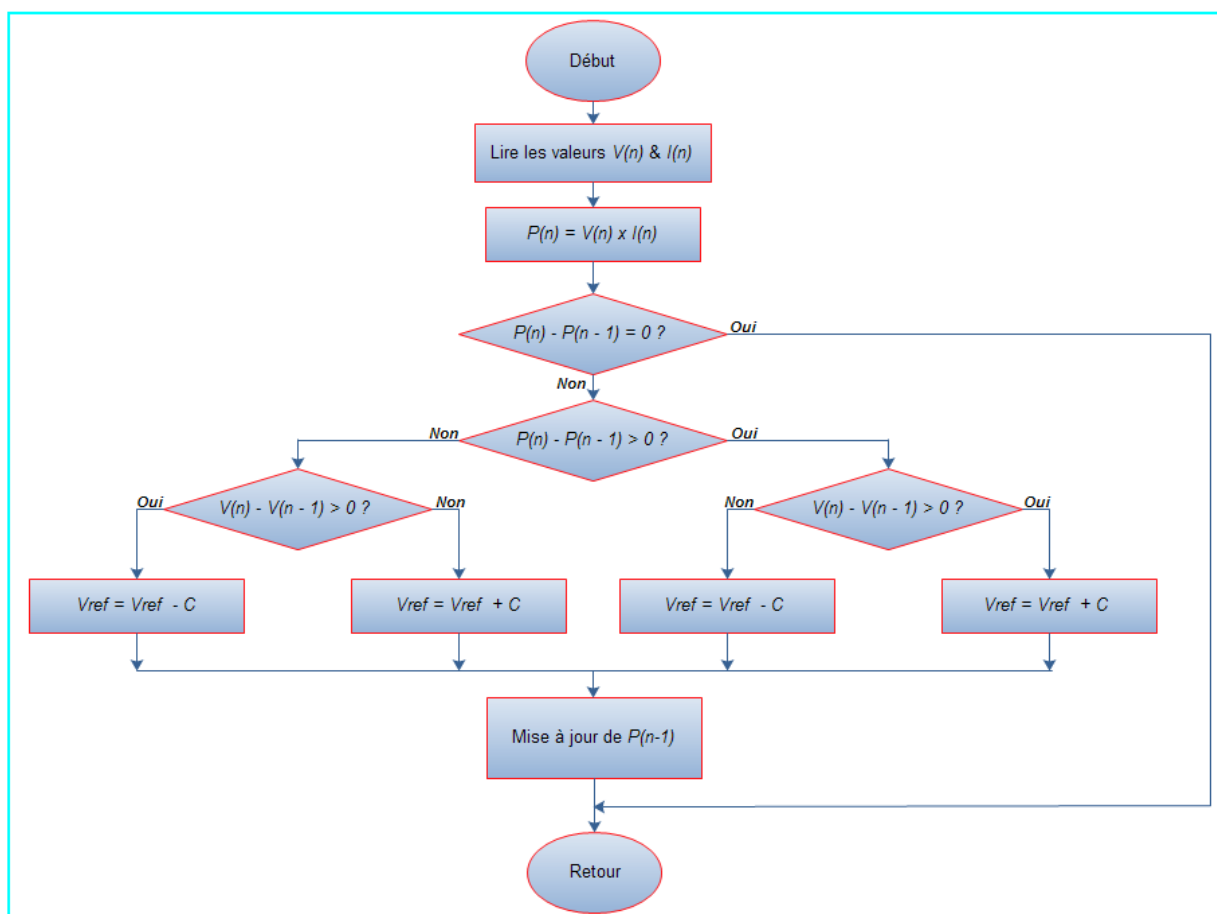 Début
Lire les valeurs V(n) & I(n)
P(n) = V(n) x I(n)
P(n) - P(n - 1) = 0 ?
Oui
Non
P(n) - P(n - 1) > 0 ?
Non
Oui
V(n) - V(n - 1) > 0 ?
Oui
Non
V(n) - V(n - 1) > 0 ?
Non
Oui
Vref = Vref - C
Vref = Vref + C
Vref = Vref - C
Vref = Vref + C
Mise à jour de P(n-1)
Retour